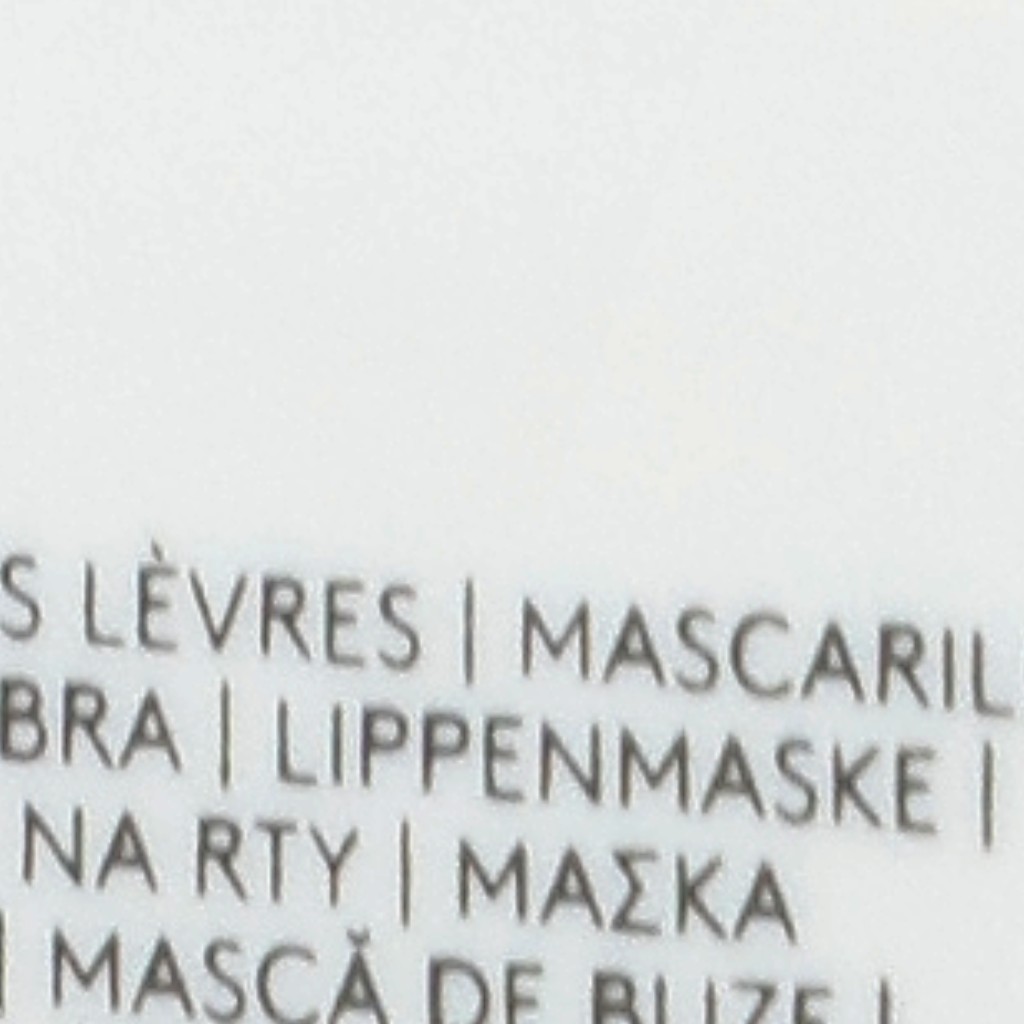 S LÈVRES | MASCARIL
BRA | LIPPENMASKE |
NA RTY | ΜΑΣΚΑ
| MASCĂ DE BUZE |